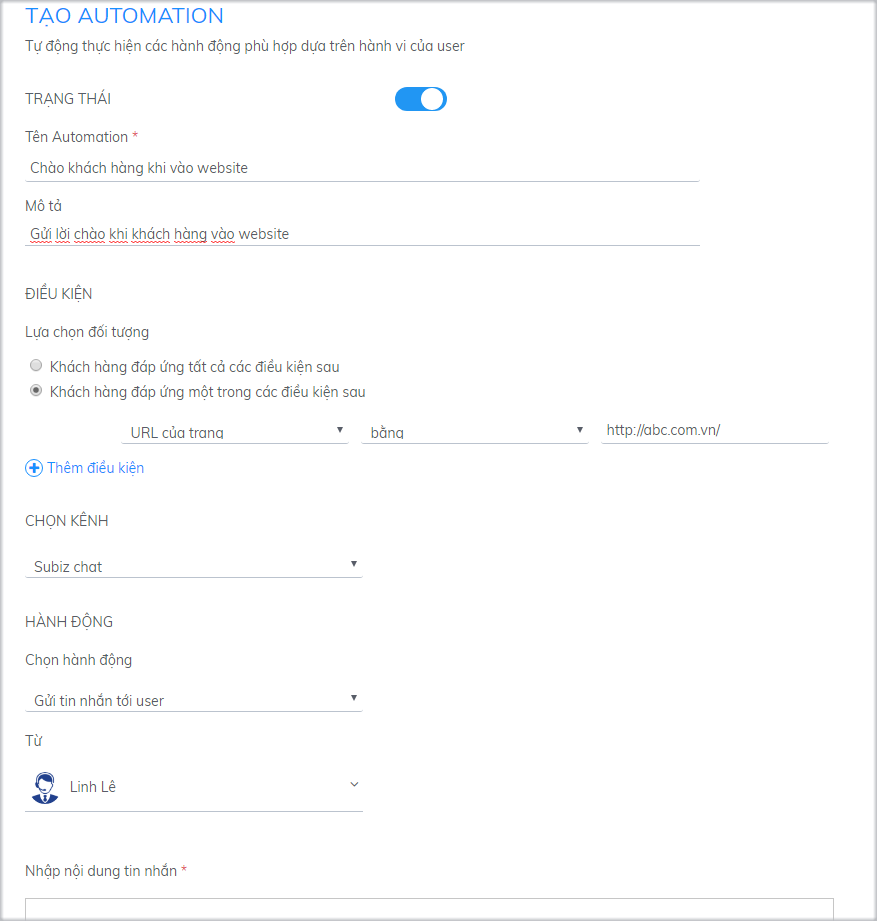 TẠO AUTOMATION
Tự động thực hiện các hành động phù hợp dựa trên hành vi của user
TRẠNG THÁI
Tên Automation *
Chào khách hàng khi vào website
Mô tả
Gửi lời chào khi khách hàng vào website
ĐIỀU KIỆN
Lựa chọn đối tượng
Khách hàng đáp ứng tất cả các điều kiện sau
Khách hàng đáp ứng một trong các điều kiện sau
URL của trang bằng http://abc.com.vn/
Thêm điều kiện
CHỌN KÊNH
Subiz chat
HÀNH ĐỘNG
Chọn hành động
Gửi tin nhắn tới user
Từ
Linh Lê
Nhập nội dung tin nhắn *